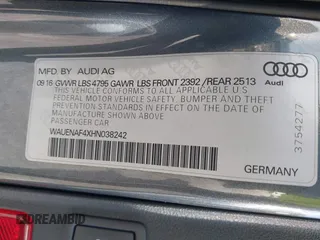 MFD. BY: AUDI AG
09·16 GVWR LBS 4795 GAWR LBS FRONT 2392 /REAR 2513
THIS VEHICLE CONFORMS TO ALL APPLICABLE U.S.
FEDERAL MOTOR VEHICLE SAFETY, BUMPER AND THEFT
PREVENTION STANDARDS IN EFFECT ON THE DATE OF
MANUFACTURE SHOWN ABOVE.
PASSENGER CAR
WAUENAF4XHN038242
GERMANY
Audi
3754277
DREAMBID